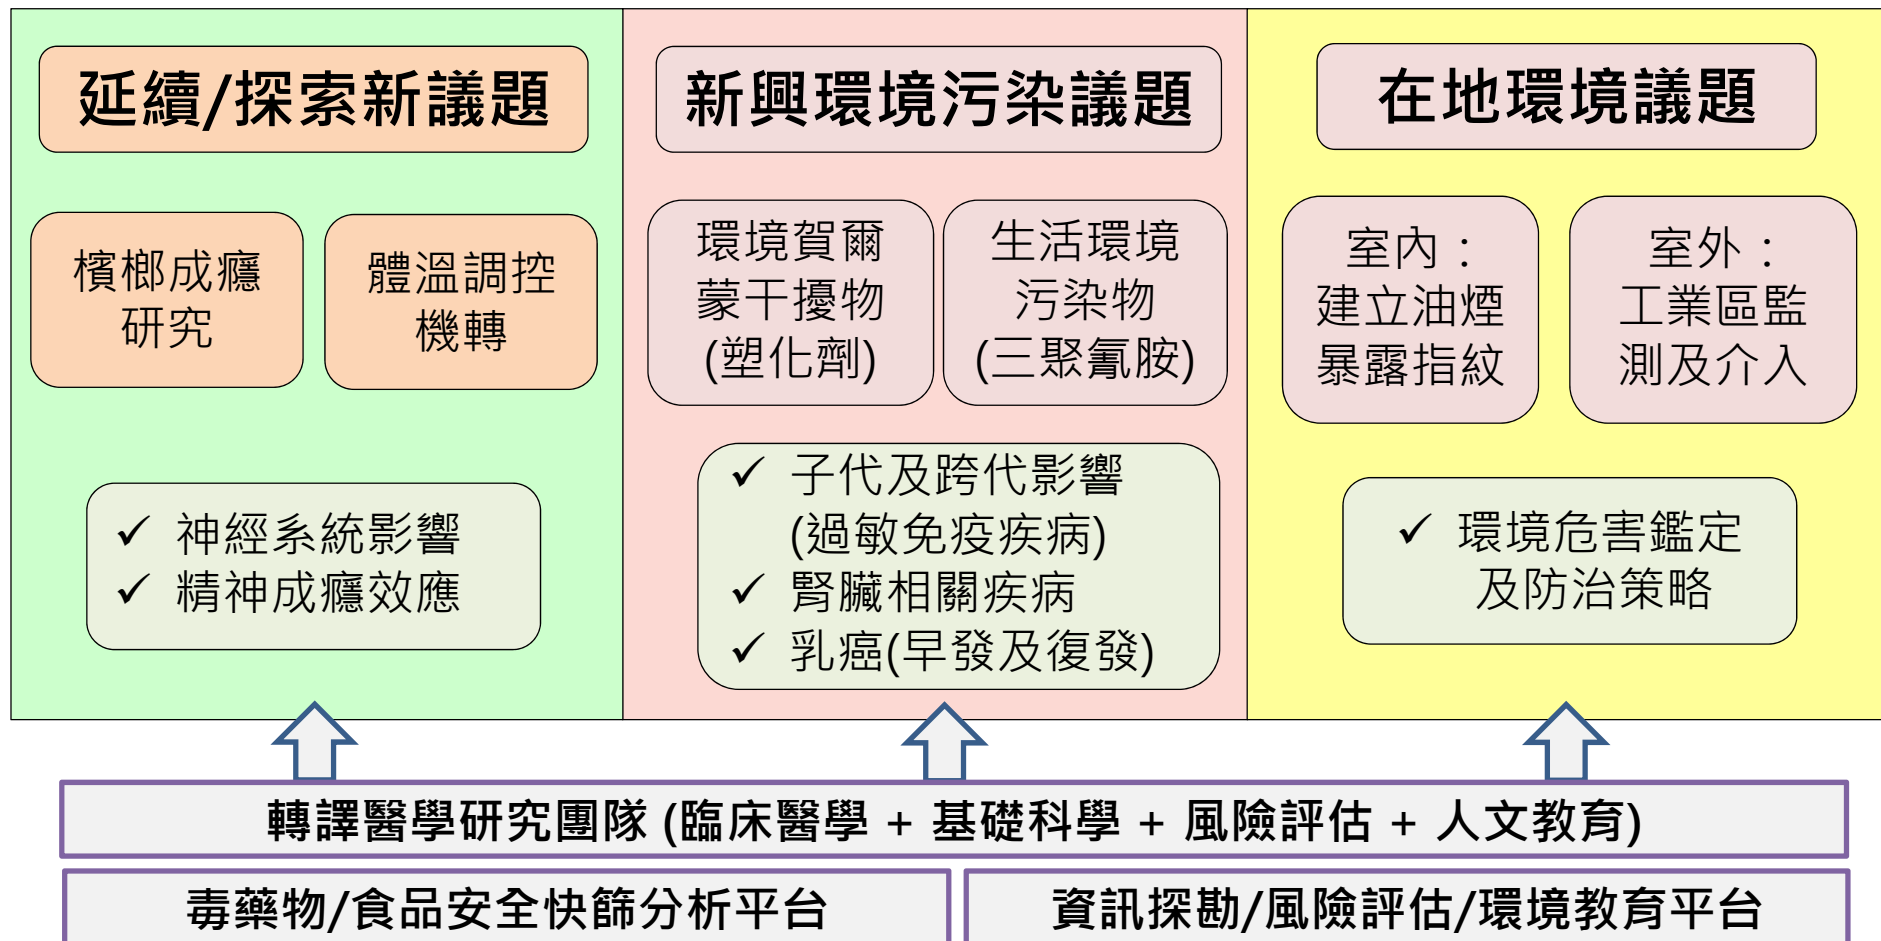 延續/探索新議題
檳榔成癮
研究
體溫調控
機轉
✓ 神經系統影響
✓ 精神成癮效應
新興環境污染議題
環境賀爾
蒙干擾物
(塑化劑)
生活環境
污染物
(三聚氰胺)
✓ 子代及跨代影響
(過敏免疫疾病)
✓ 腎臟相關疾病
✓ 乳癌(早發及復發)
在地環境議題
室內：
建立油煙
暴露指紋
室外：
工業區監
測及介入
✓ 環境危害鑑定
及防治策略
轉譯醫學研究團隊 (臨床醫學 + 基礎科學 + 風險評估 + 人文教育)
毒藥物/食品安全快篩分析平台
資訊探勘/風險評估/環境教育平台